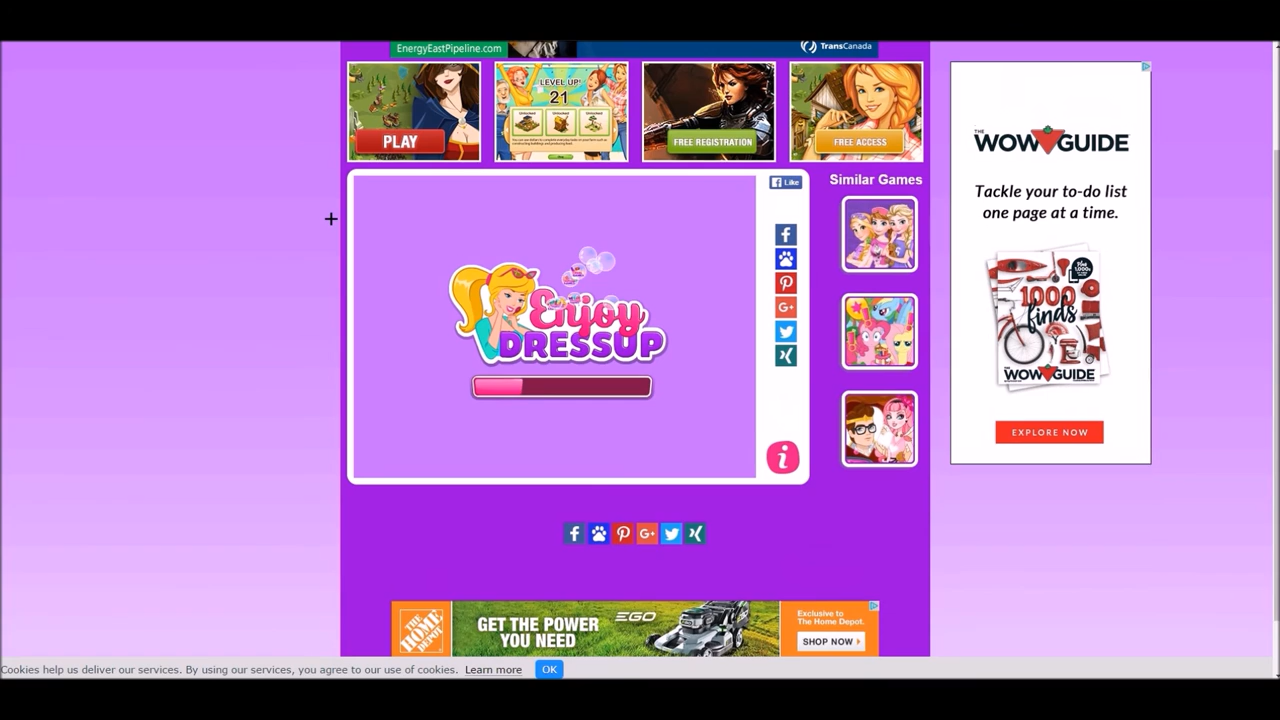 EnergyEastPipeline.com
TransCanada
PLAY
LEVEL UP!
21
FREE REGISTRATION
FREE ACCESS
Like
Similar Games
Enjoy
DRESSUP
THE
WOW GUIDE
Tackle your to-do list
one page at a time.
1000
finds
THE
WOW GUIDE
EXPLORE NOW
THE HOME DEPOT
GET THE POWER
YOU NEED
EGO
Exclusive to
The Home Depot.
SHOP NOW
Cookies help us deliver our services. By using our services, you agree to our use of cookies. Learn more OK